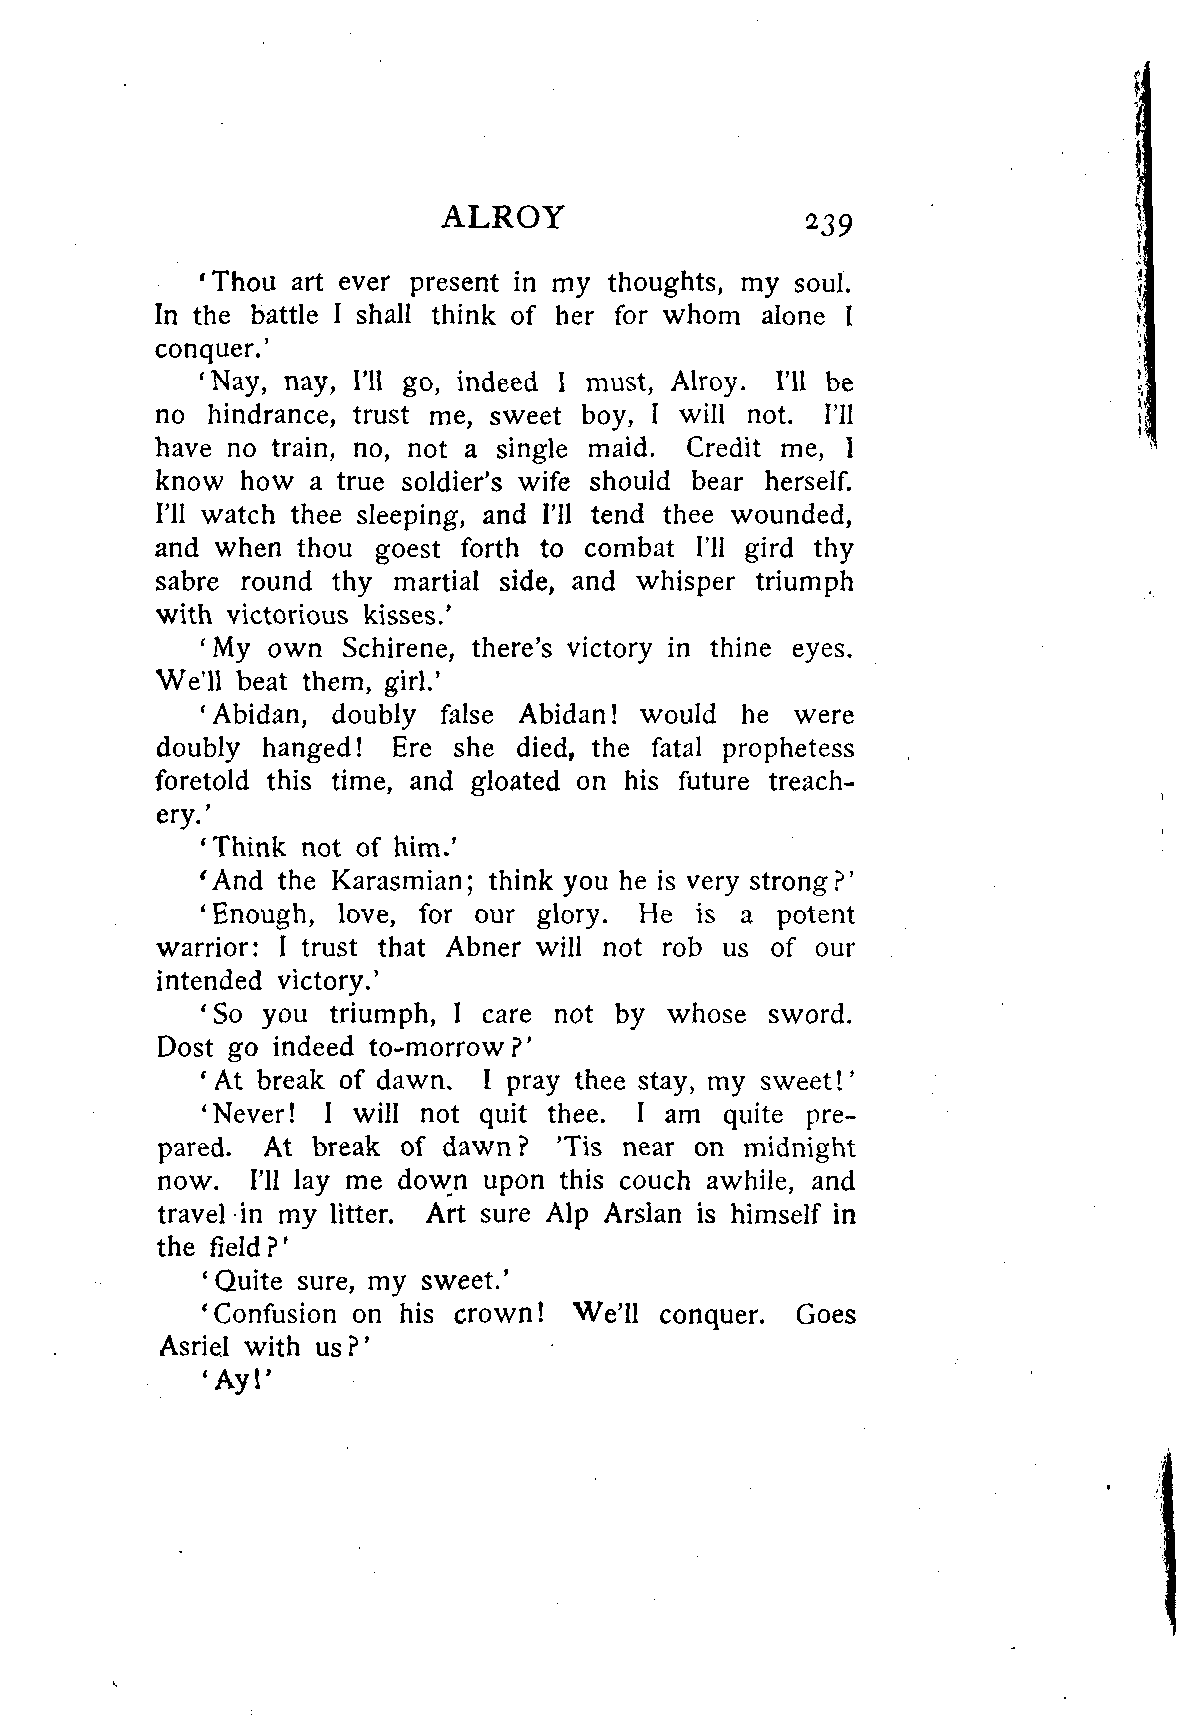 ALROY 239
'Thou art ever present in my thoughts, my soul.
In the battle I shall think of her for whom alone I
conquer.'
'Nay, nay, I'll go, indeed I must, Alroy. I'll be
no hindrance, trust me, sweet boy, I will not. I'll
have no train, no, not a single maid. Credit me, I
know how a true soldier's wife should bear herself.
I'll watch thee sleeping, and I'll tend thee wounded,
and when thou goest forth to combat I'll gird thy
sabre round thy martial side, and whisper triumph
with victorious kisses.'
'My own Schirene, there's victory in thine eyes.
We'll beat them, girl.'
'Abidan, doubly false Abidan! would he were
doubly hanged! Ere she died, the fatal prophetess
foretold this time, and gloated on his future treach-
ery.'
'Think not of him.'
'And the Karasmian; think you he is very strong?'
'Enough, love, for our glory. He is a potent
warrior: I trust that Abner will not rob us of our
intended victory.'
'So you triumph, I care not by whose sword.
Dost go indeed to-morrow?'
'At break of dawn. I pray thee stay, my sweet!'
'Never! I will not quit thee. I am quite pre-
pared. At break of dawn? 'Tis near on midnight
now. I'll lay me down upon this couch awhile, and
travel in my litter. Art sure Alp Arslan is himself in
the field?'
'Quite sure, my sweet.'
'Confusion on his crown! We'll conquer. Goes
Asriel with us?'
'Ay!'